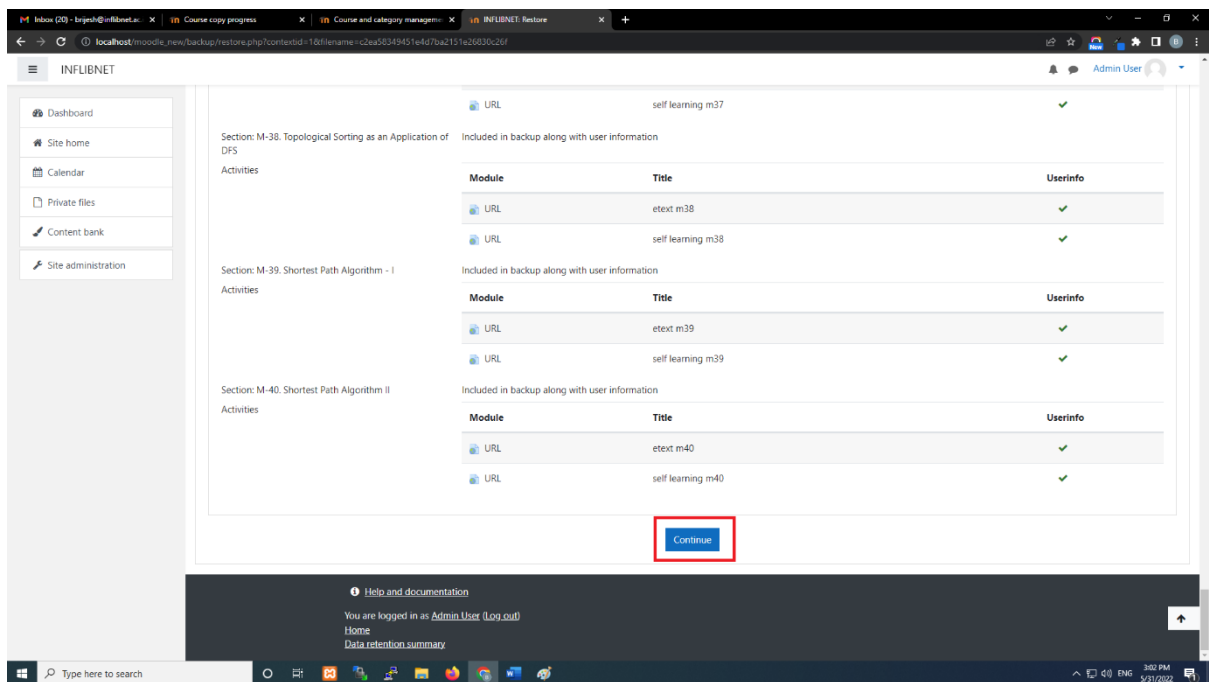 Inbox (20) - brijesh@inflibnet.ac. X
Course copy progress X
Course and category manageme X
INFLIBNET: Restore X +
localhost/moodle_new/backup/restore.php?contextid=1&filename=c2ea58349451e4d7ba2151e26830c26f
New
B
INFLIBNET
Admin User
Dashboard
Site home
Calendar
Private files
Content bank
Site administration
URL self learning m37
Section: M-38. Topological Sorting as an Application of Included in backup along with user information
DFS
Activities
Module Title Userinfo
URL etext m38
URL self learning m38
Section: M-39. Shortest Path Algorithm - I Included in backup along with user information
Activities
Module Title Userinfo
URL etext m39
URL self learning m39
Section: M-40. Shortest Path Algorithm II Included in backup along with user information
Activities
Module Title Userinfo
URL etext m40
URL self learning m40
Continue
Help and documentation
You are logged in as Admin User (Log out)
Home
Data retention summary
Type here to search
ENG 3:02 PM
5/31/2022